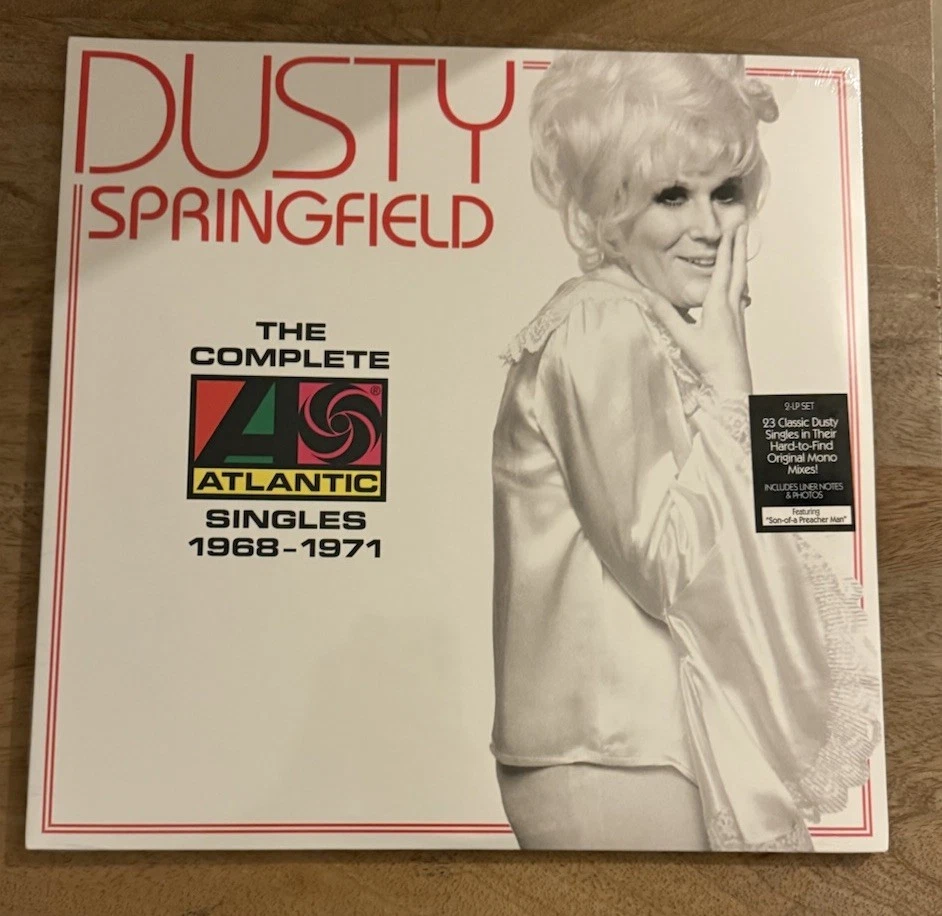 DUSTY
SPRINGFIELD
THE
COMPLETE
®
ATLANTIC
SINGLES
1968-1971
2-LP SET
23 Classic Dusty
Singles in Their
Hard-to-Find
Original Mono
Mixes!
INCLUDES LINER NOTES
& PHOTOS
Featuring
"Son-of-a Preacher Man"